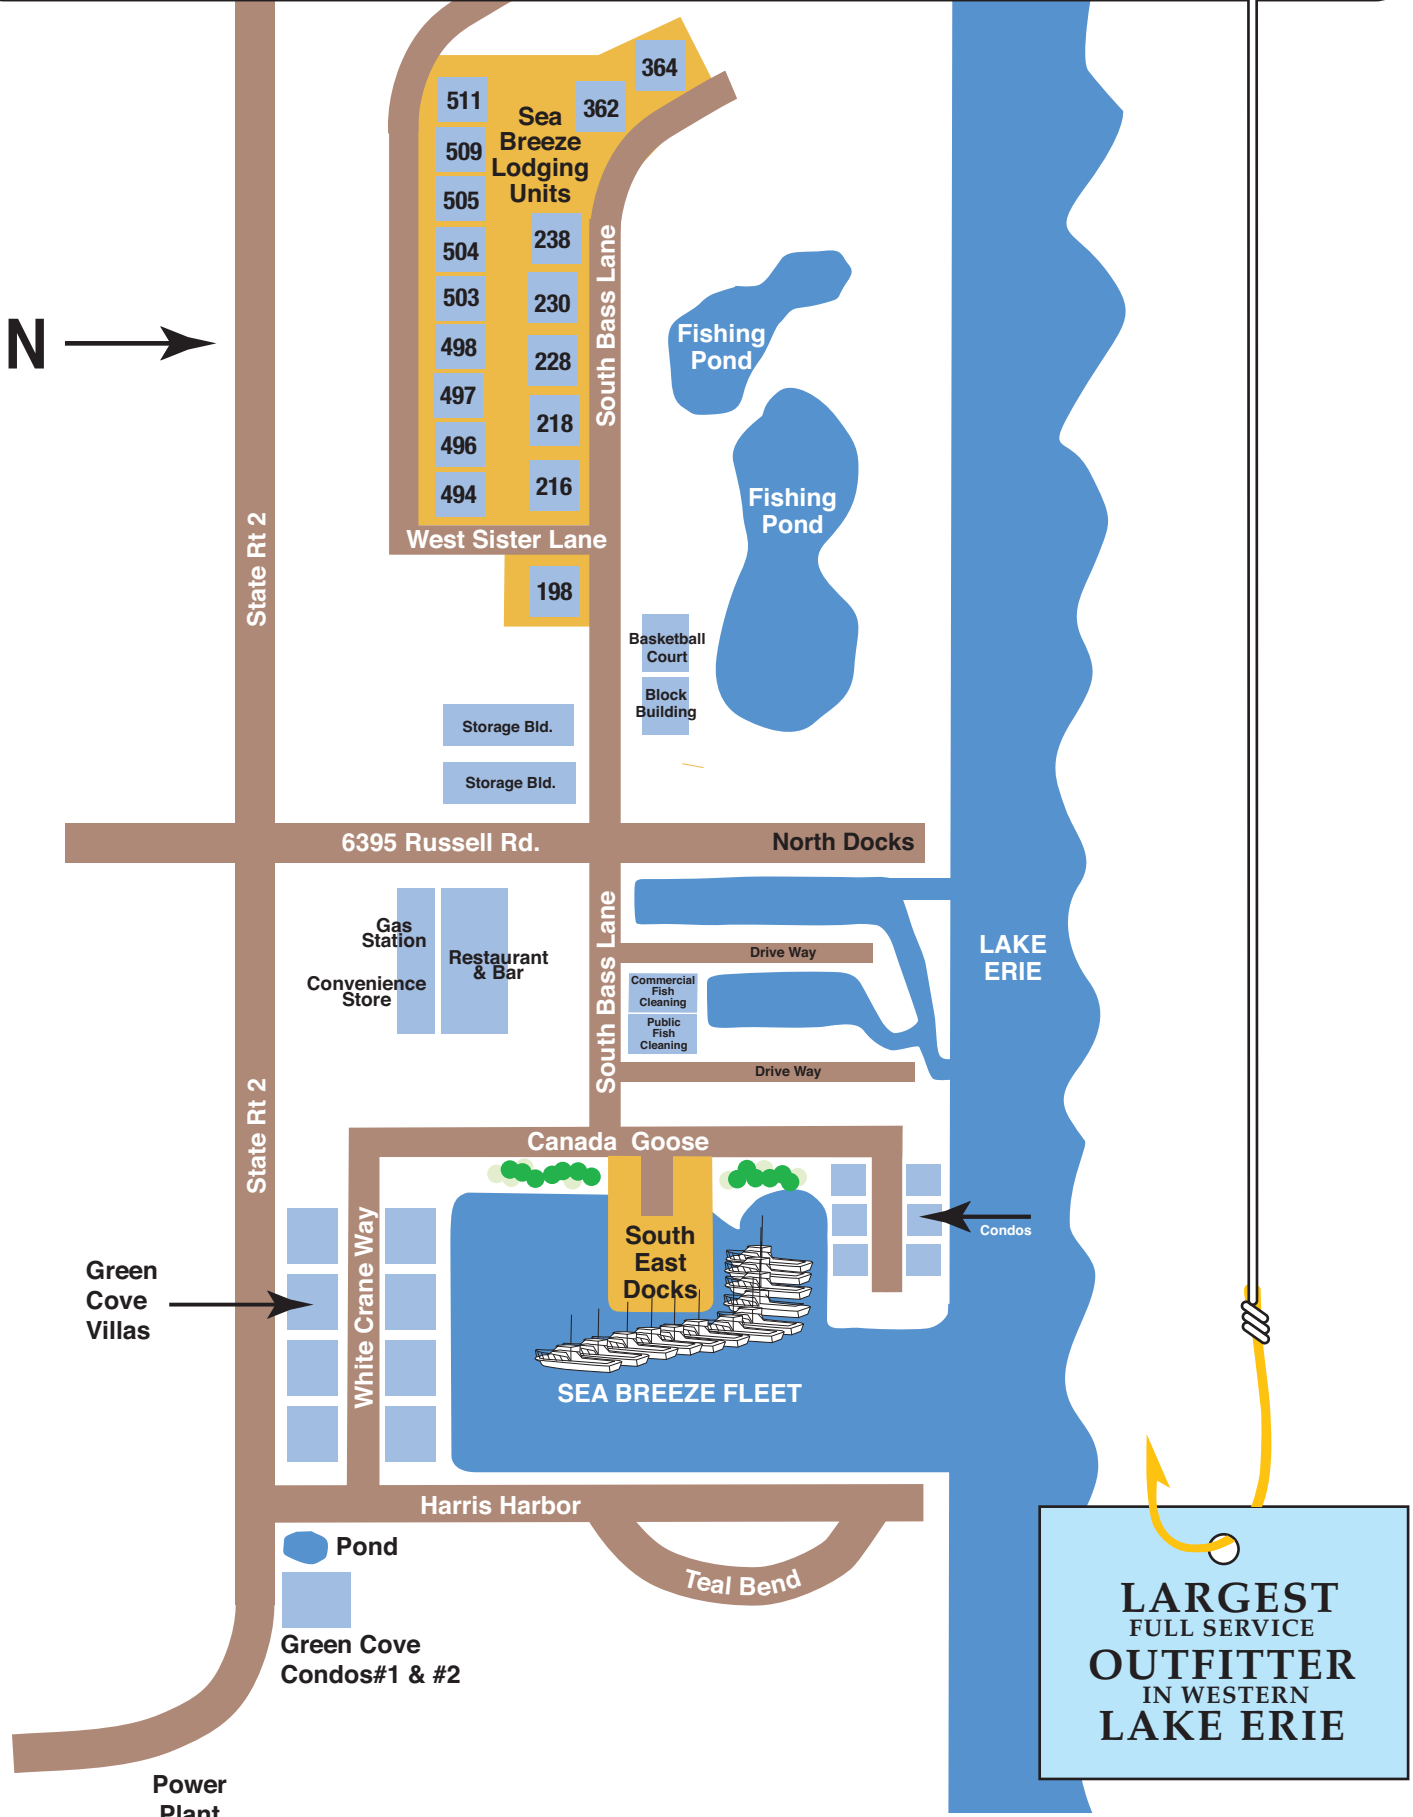 364
511
362
Sea
Breeze
Lodging
Units
509
505
504
238
503
230
498
228
497
218
496
216
494
South Bass Lane
N
Fishing
Pond
Fishing
Pond
State Rt 2
West Sister Lane
198
Basketball
Court
Block
Building
Storage Bld.
Storage Bld.
6395 Russell Rd.
North Docks
Gas
Station
Convenience
Store
Restaurant
& Bar
South Bass Lane
Drive Way
Commercial
Fish
Cleaning
Public
Fish
Cleaning
Drive Way
LAKE
ERIE
State Rt 2
Canada Goose
South
East
Docks
Condos
Green
Cove
Villas
White Crane Way
SEA BREEZE FLEET
Harris Harbor
Pond
Teal Bend
Green Cove
Condos#1 & #2
Power
Plant
LARGEST
FULL SERVICE
OUTFITTER
IN WESTERN
LAKE ERIE